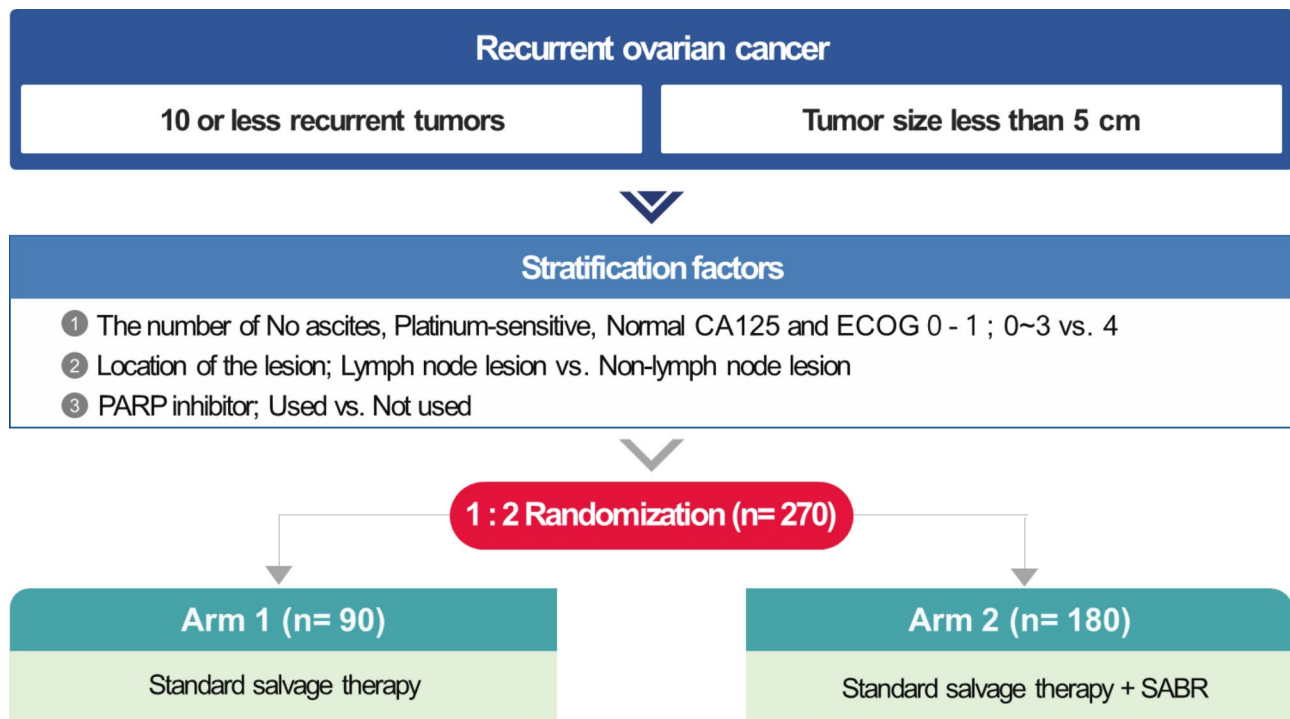 Recurrent ovarian cancer
10 or less recurrent tumors
Tumor size less than 5 cm
Stratification factors
1 The number of No ascites, Platinum-sensitive, Normal CA125 and ECOG 0 - 1 ; 0~3 vs. 4
2 Location of the lesion; Lymph node lesion vs. Non-lymph node lesion
3 PARP inhibitor; Used vs. Not used
1 : 2 Randomization (n= 270)
Arm 1 (n= 90)
Standard salvage therapy
Arm 2 (n= 180)
Standard salvage therapy + SABR